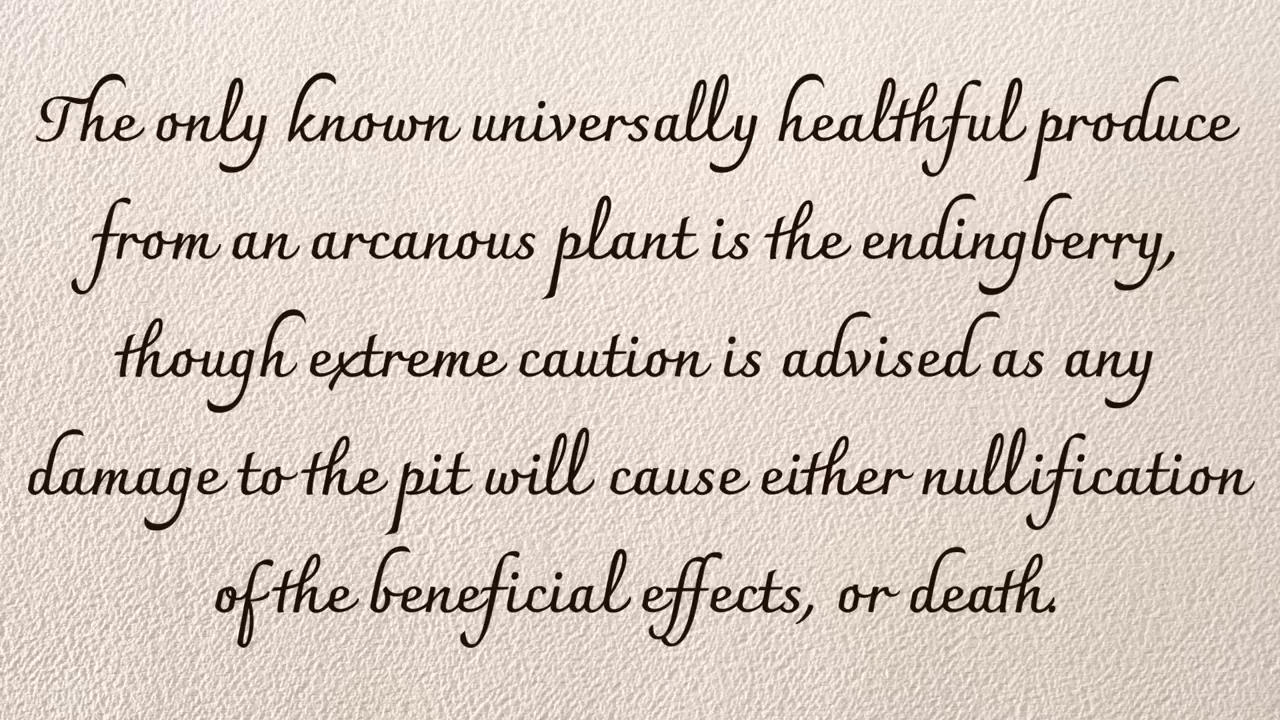 The only known universally healthful produce
from an arcanous plant is the endingberry,
though extreme caution is advised as any
damage to the pit will cause either nullification
of the beneficial effects, or death.